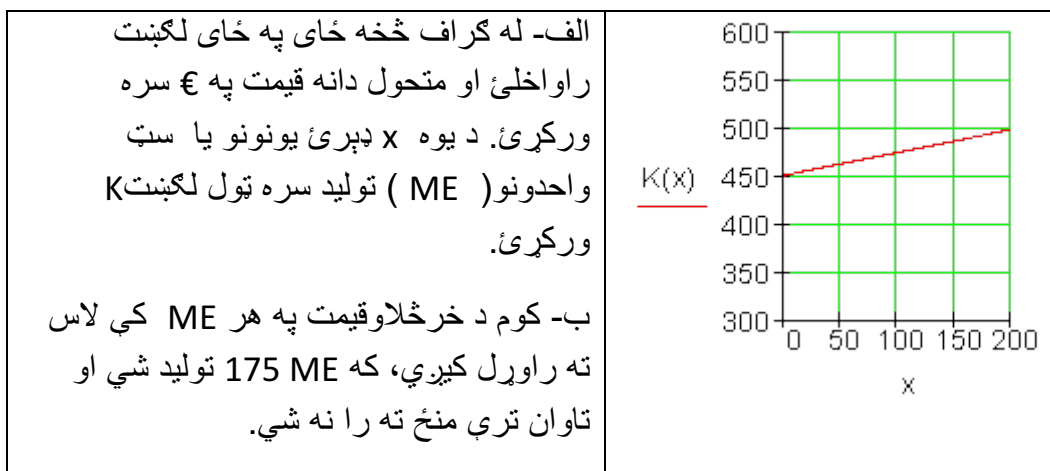 الف- له ګراف څخه ځای په ځای لګښت
راواخلئ او متحول دانه قیمت په € سره
ورکړئ. د یوه x ډېرئ یونونو یا سټ
واحدونو( ME ) تولید سره ټول لګښتK
ورکړئ.
ب- کوم د خرڅلاوقیمت په هر ME کې لاس
ته راوړل کیږي، که 175 ME تولید شي او
تاوان ترې منځ ته را نه شي.
600
550
500
K(x) 450
400
350
300
0 50 100 150 200
x